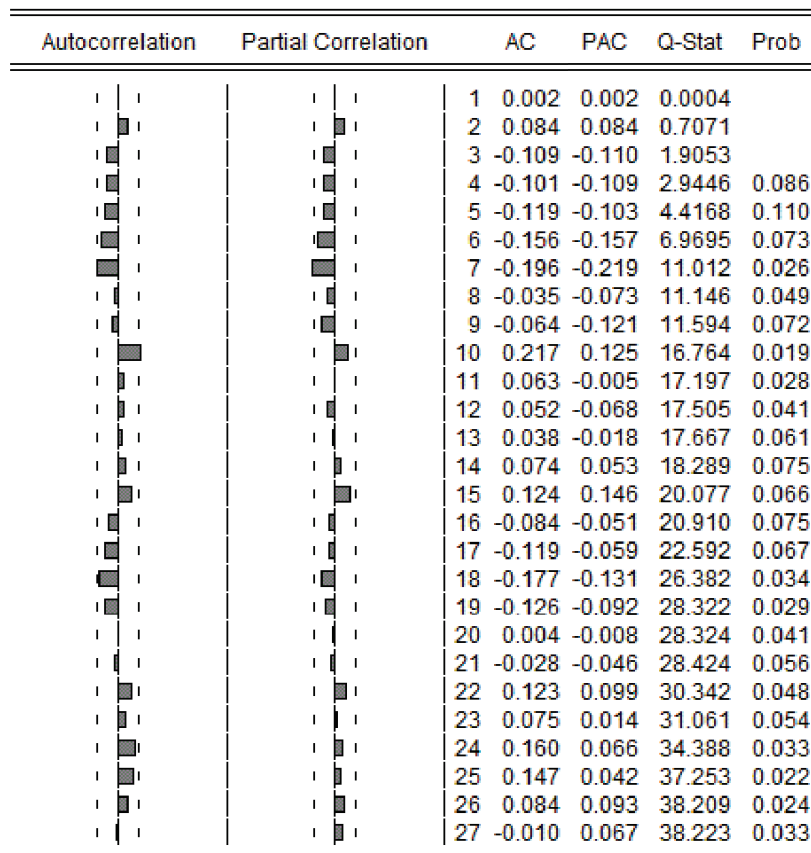 Autocorrelation Partial Correlation AC PAC Q-Stat Prob
1 0.002 0.002 0.0004
2 0.084 0.084 0.7071
3 -0.109 -0.110 1.9053
4 -0.101 -0.109 2.9446 0.086
5 -0.119 -0.103 4.4168 0.110
6 -0.156 -0.157 6.9695 0.073
7 -0.196 -0.219 11.012 0.026
8 -0.035 -0.073 11.146 0.049
9 -0.064 -0.121 11.594 0.072
10 0.217 0.125 16.764 0.019
11 0.063 -0.005 17.197 0.028
12 0.052 -0.068 17.505 0.041
13 0.038 -0.018 17.667 0.061
14 0.074 0.053 18.289 0.075
15 0.124 0.146 20.077 0.066
16 -0.084 -0.051 20.910 0.075
17 -0.119 -0.059 22.592 0.067
18 -0.177 -0.131 26.382 0.034
19 -0.126 -0.092 28.322 0.029
20 0.004 -0.008 28.324 0.041
21 -0.028 -0.046 28.424 0.056
22 0.123 0.099 30.342 0.048
23 0.075 0.014 31.061 0.054
24 0.160 0.066 34.388 0.033
25 0.147 0.042 37.253 0.022
26 0.084 0.093 38.209 0.024
27 -0.010 0.067 38.223 0.033